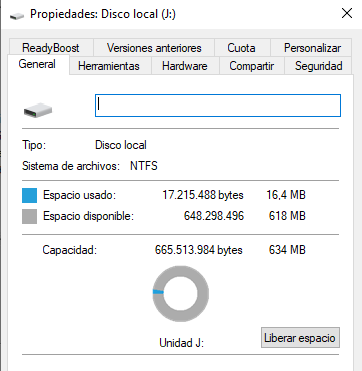 Propiedades: Disco local (J:)
ReadyBoost Versiones anteriores Cuota Personalizar
General Herramientas Hardware Compartir Seguridad
Tipo: Disco local
Sistema de archivos: NTFS
Espacio usado: 17.215.488 bytes 16,4 MB
Espacio disponible: 648.298.496 618 MB
Capacidad: 665.513.984 bytes 634 MB
Unidad J:
Liberar espacio